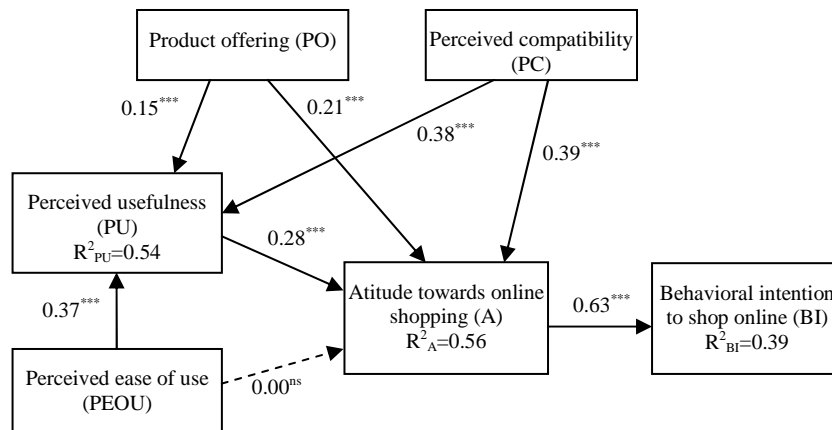 Product offering (PO)
Perceived compatibility
(PC)
0.15***
0.21***
0.38***
0.39***
Perceived usefulness
(PU)
R²PU=0.54
0.28***
Atitude towards online
shopping (A)
R²A=0.56
0.63***
Behavioral intention
to shop online (BI)
R²BI=0.39
0.37***
Perceived ease of use
(PEOU)
0.00ns